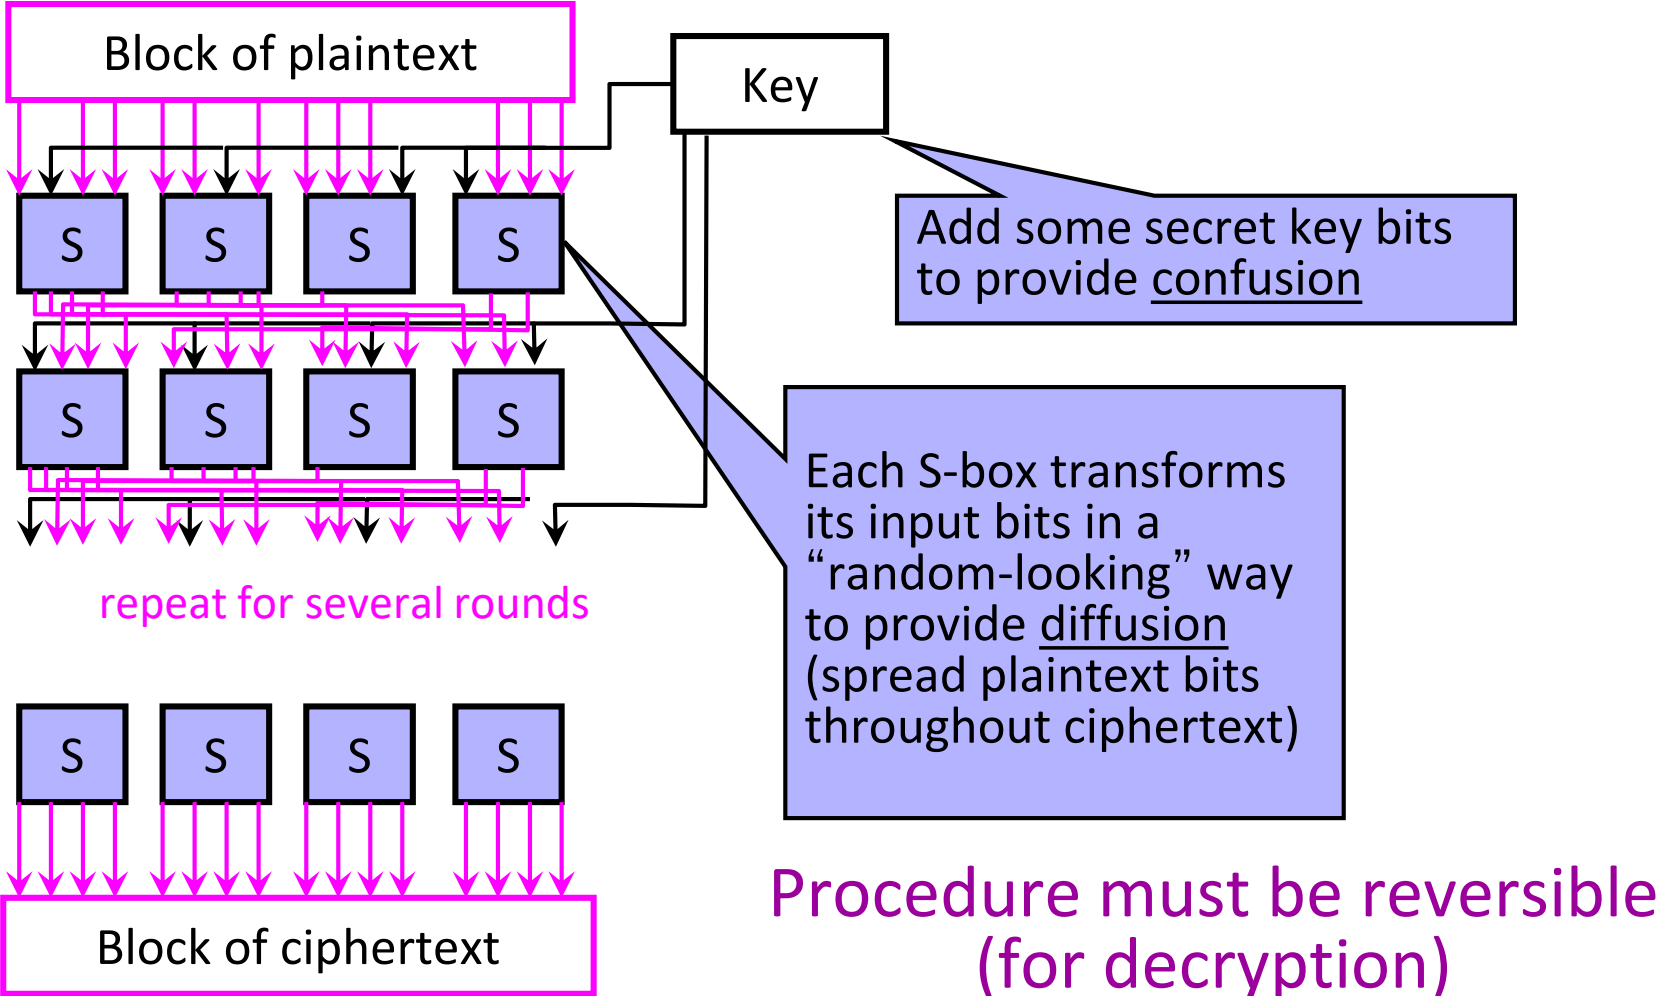 Block of plaintext
Key
S S S S
Add some secret key bits
to provide confusion
S S S S
Each S-box transforms
its input bits in a
“random-looking” way
to provide diffusion
(spread plaintext bits
throughout ciphertext)
repeat for several rounds
S S S S
Block of ciphertext
Procedure must be reversible
(for decryption)